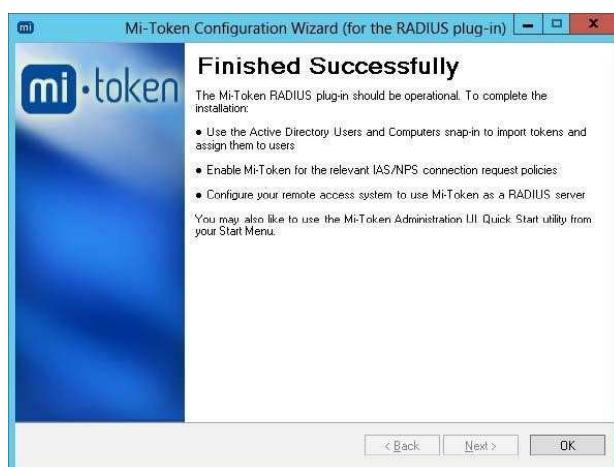 mi
Mi-Token Configuration Wizard (for the RADIUS plug-in)
mi·token
Finished Successfully
The Mi-Token RADIUS plug-in should be operational. To complete the
installation:
• Use the Active Directory Users and Computers snap-in to import tokens and
assign them to users
• Enable Mi-Token for the relevant IAS/NPS connection request policies
• Configure your remote access system to use Mi-Token as a RADIUS server
You may also like to use the Mi-Token Administration UI Quick Start utility from
your Start Menu.
< Back
Next >
OK